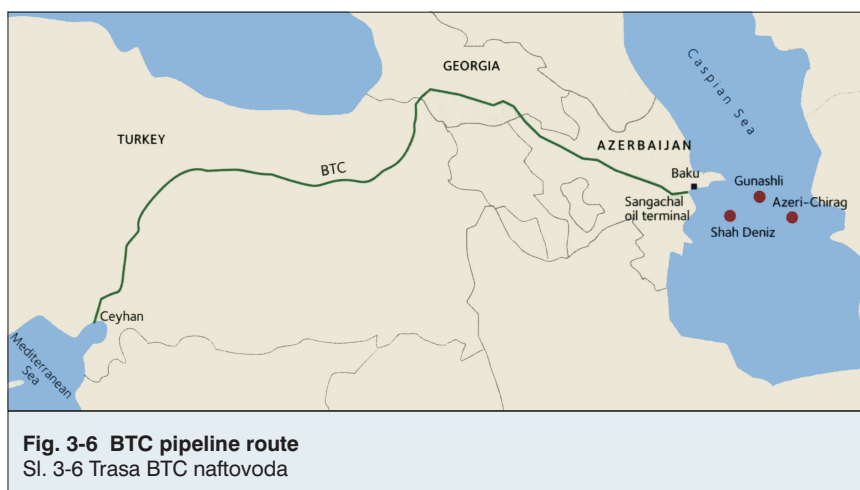 GEORGIA
Caspian Sea
TURKEY
AZERBAIJAN
BTC
Baku
Gunashli
Sangachal
oil terminal
Azeri-Chirag
Shah Deniz
Ceyhan
Mediterranean
Sea
Fig. 3-6 BTC pipeline route
Sl. 3-6 Trasa BTC naftovoda